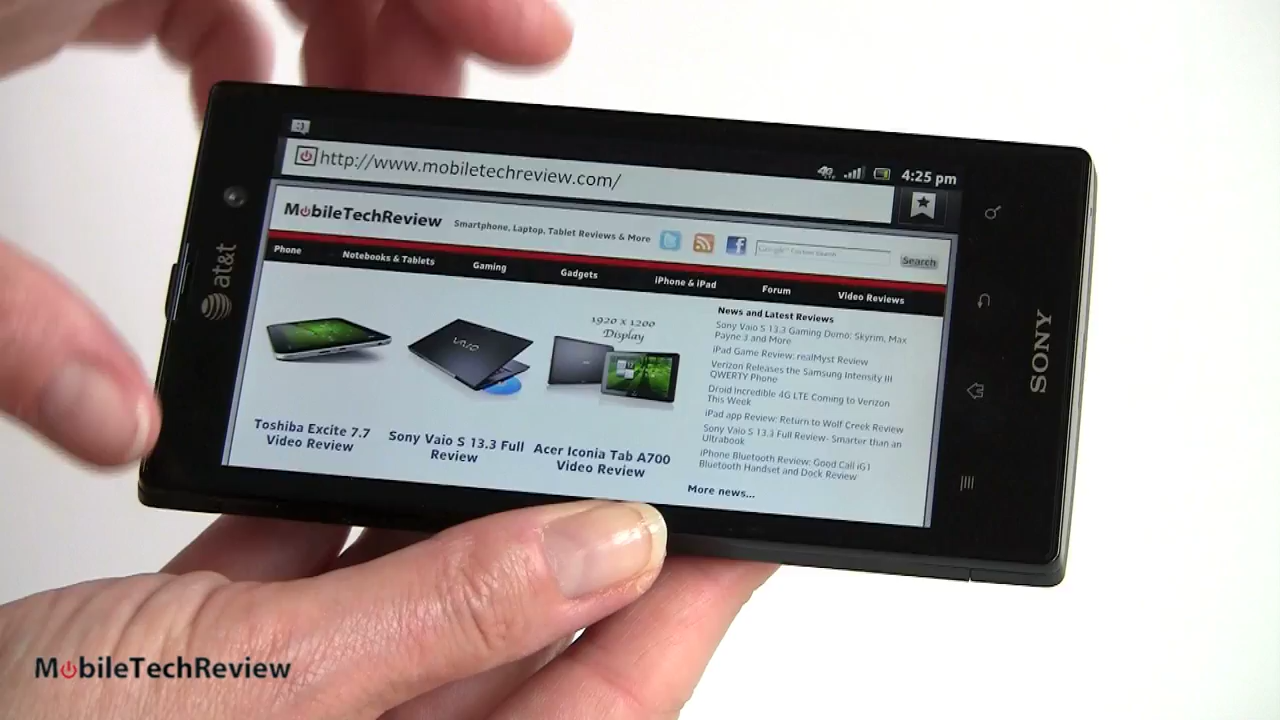 http://www.mobiletechreview.com/
4G
4:25 pm
MobileTechReview
Smartphone, Laptop, Tablet Reviews & More
Search
Phone
Notebooks & Tablets
Gaming
Gadgets
iPhone & iPad
Forum
Video Reviews
1920 x 1200
Display
VAIO
Toshiba Excite 7.7
Video Review
Sony Vaio S 13.3 Full
Review
Acer Iconia Tab A700
Video Review
News and Latest Reviews
Sony Vaio S 13.3 Gaming Demo: Skyrim, Max
Payne 3 and More
iPad Game Review: realMyst Review
Verizon Releases the Samsung Intensity III
QWERTY Phone
Droid Incredible 4G LTE Coming to Verizon
This Week
iPad app Review: Return to Wolf Creek Review
Sony Vaio S 13.3 Full Review- Smarter than an
Ultrabook
iPhone Bluetooth Review: Good Call iG1
Bluetooth Handset and Dock Review
More news...
at&t
SONY
MobileTechReview